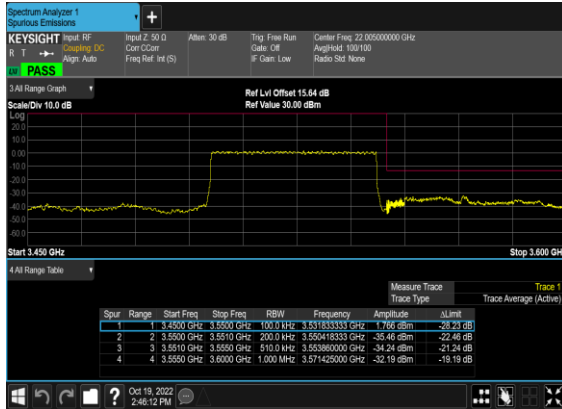 Spectrum Analyzer 1
Spurious Emissions
KEYSIGHT Input: RF Input Z: 50 Ω Atten: 30 dB Trig: Free Run Center Freq: 22.005000000 GHz
R T Coupling: DC Corr CCorr Gate: Off Avg|Hold: 100/100
Align: Auto Freq Ref: Int (S) IF Gain: Low Radio Std: None
PASS
3 All Range Graph Ref Lvl Offset 15.64 dB
Scale/Div 10.0 dB Ref Value 30.00 dBm
Log
20.0
10.0
0.00
-10.0
-20.0
-30.0
-40.0
-50.0
-60.0
Start 3.450 GHz Stop 3.600 GH
4 All Range Table
Measure Trace Trace 1
Trace Type Trace Average (Active)
Spur Range Start Freq Stop Freq RBW Frequency Amplitude ΔLimit
1 1 3.4500 GHz 3.5500 GHz 100.0 kHz 3.531833333 GHz 1.766 dBm -28.23 dB
2 2 3.5500 GHz 3.5510 GHz 200.0 kHz 3.550418333 GHz -35.46 dBm -22.46 dB
3 3 3.5510 GHz 3.5550 GHz 510.0 kHz 3.553860000 GHz -34.24 dBm -21.24 dB
4 4 3.5550 GHz 3.6000 GHz 1.000 MHz 3.571425000 GHz -32.19 dBm -19.19 dB
Oct 19, 2022
2:46:12 PM